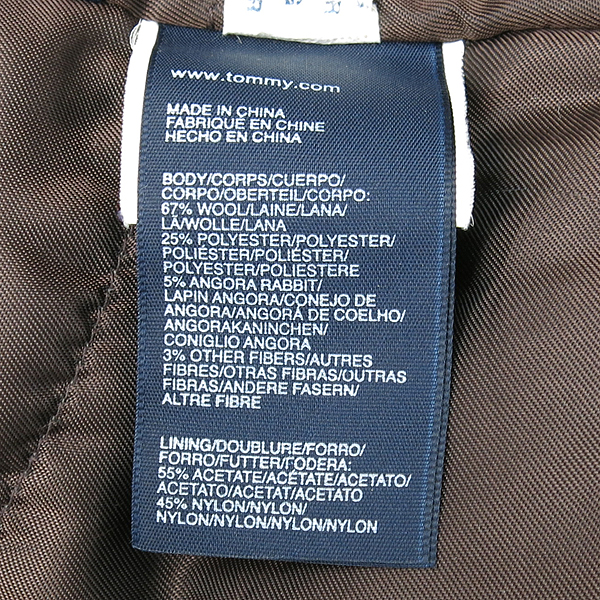 www.tommy.com
MADE IN CHINA
FABRIQUÉ EN CHINE
HECHO EN CHINA
BODY/CORPS/CUERPO/
CORPO/OBERTEIL/CORPO:
67% WOOL/LAINE/LANA/
LÃ/WOLLE/LANA
25% POLYESTER/POLYESTER/
POLIÉSTER/POLIÉSTER/
POLYESTER/POLIESTERE
5% ANGORA RABBIT/
LAPIN ANGORA/CONEJO DE
ANGORA/ANGORÁ DE COELHO/
ANGORAKANINCHEN/
CONIGLIO ANGORA
3% OTHER FIBERS/AUTRES
FIBRES/OTRAS FIBRAS/OUTRAS
FIBRAS/ANDERE FASERN/
ALTRE FIBRE
LINING/DOUBLURE/FORRO/
FORRO/FUTTER/FODERA:
55% ACETATE/ACÉTATE/ACETATO/
ACETATO/ACETAT/ACETATO
45% NYLON/NYLON/
NYLON/NYLON/NYLON/NYLON